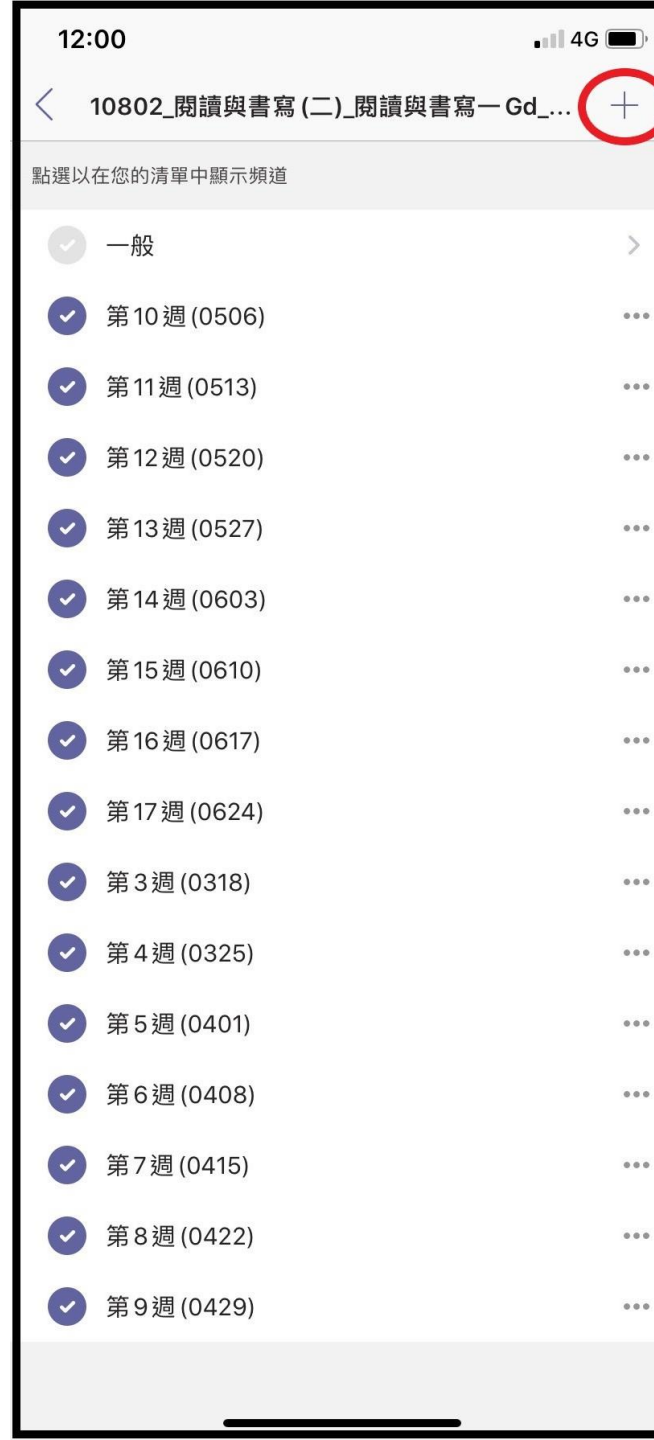 12:00
4G
10802_閱讀與書寫(二)_閱讀與書寫一Gd_...
點選以在您的清單中顯示頻道
一般
第10週(0506)
第11週(0513)
第12週(0520)
第13週(0527)
第14週(0603)
第15週(0610)
第16週(0617)
第17週(0624)
第3週(0318)
第4週(0325)
第5週(0401)
第6週(0408)
第7週(0415)
第8週(0422)
第9週(0429)